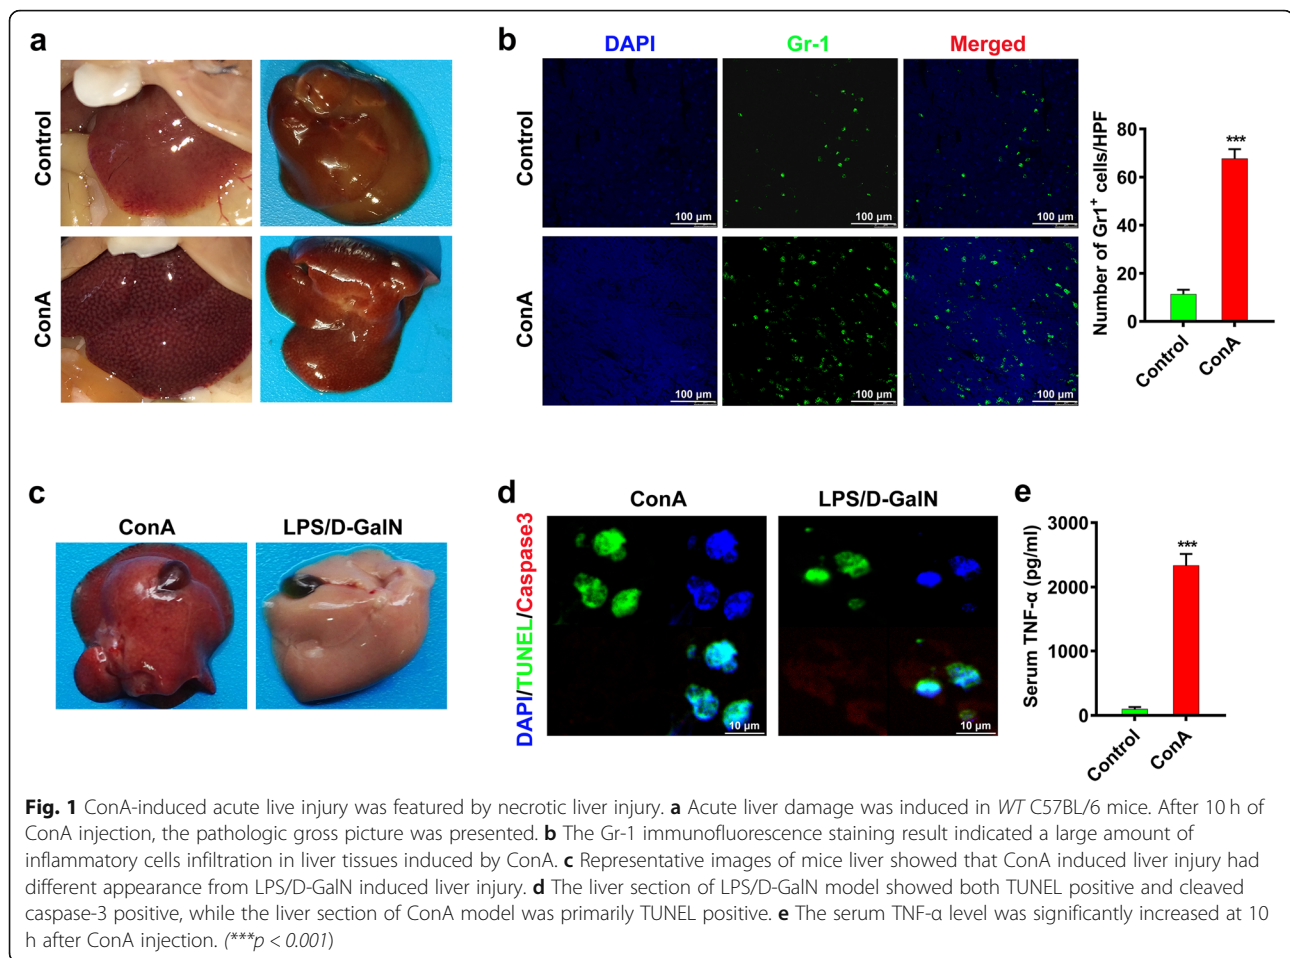 a
Control
ConA
b
DAPI
Gr-1
Merged
Control
100 µm
100 µm
100 µm
ConA
100 µm
100 µm
100 µm
Number of Gr1+ cells/HPF
80
60
40
20
0
***
Control
ConA
c
ConA
LPS/D-GalN
d
ConA
LPS/D-GalN
DAPI/TUNEL/Caspase3
10 µm
10 µm
e
Serum TNF-α (pg/ml)
3000
2000
1000
0
***
Control
ConA
Fig. 1 ConA-induced acute live injury was featured by necrotic liver injury. a Acute liver damage was induced in WT C57BL/6 mice. After 10 h of
ConA injection, the pathologic gross picture was presented. b The Gr-1 immunofluorescence staining result indicated a large amount of
inflammatory cells infiltration in liver tissues induced by ConA. c Representative images of mice liver showed that ConA induced liver injury had
different appearance from LPS/D-GalN induced liver injury. d The liver section of LPS/D-GalN model showed both TUNEL positive and cleaved
caspase-3 positive, while the liver section of ConA model was primarily TUNEL positive. e The serum TNF-α level was significantly increased at 10
h after ConA injection. (***p < 0.001)